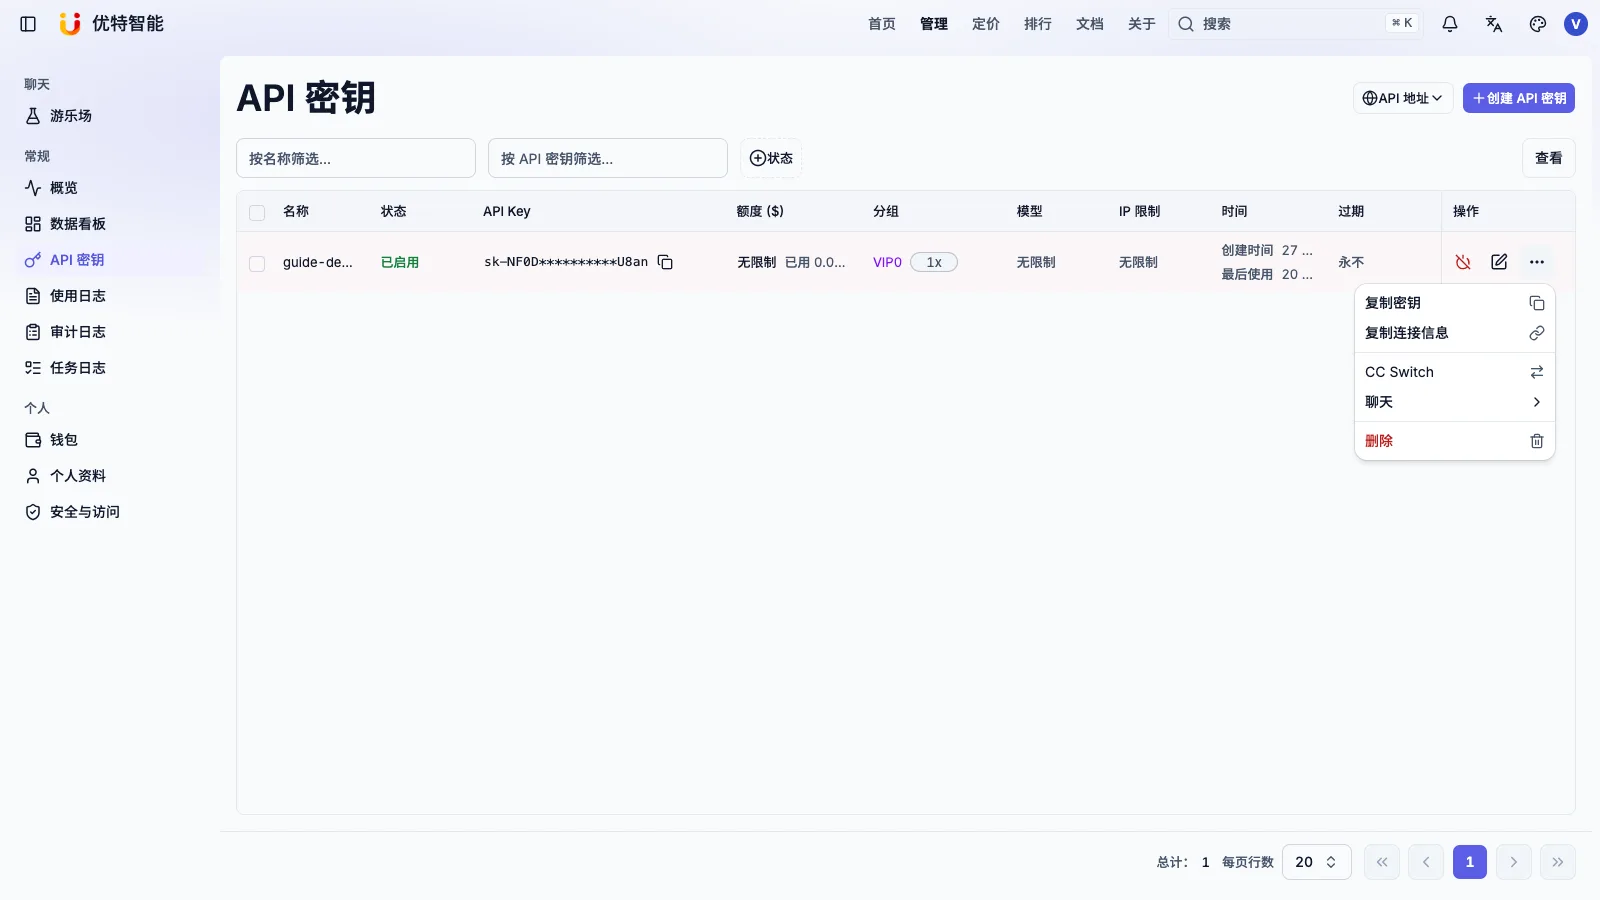 优特智能
首页 管理 定价 排行 文档 关于 搜索 ⌘ K V
聊天
游乐场
常规
概览
数据看板
API 密钥
使用日志
审计日志
任务日志
个人
钱包
个人资料
安全与访问
API 密钥
API 地址 创建 API 密钥
按名称筛选... 按 API 密钥筛选... 状态 查看
名称 状态 API Key 额度 ($) 分组 模型 IP 限制 时间 过期 操作
guide-de... 已启用 sk-NF0D**********U8an 无限制 已用 0.0... VIP0 1x 无限制 无限制 创建时间 27 ... 永不
最后使用 20 ...
复制密钥
复制连接信息
CC Switch
聊天
删除
总计： 1 每页行数 20 1